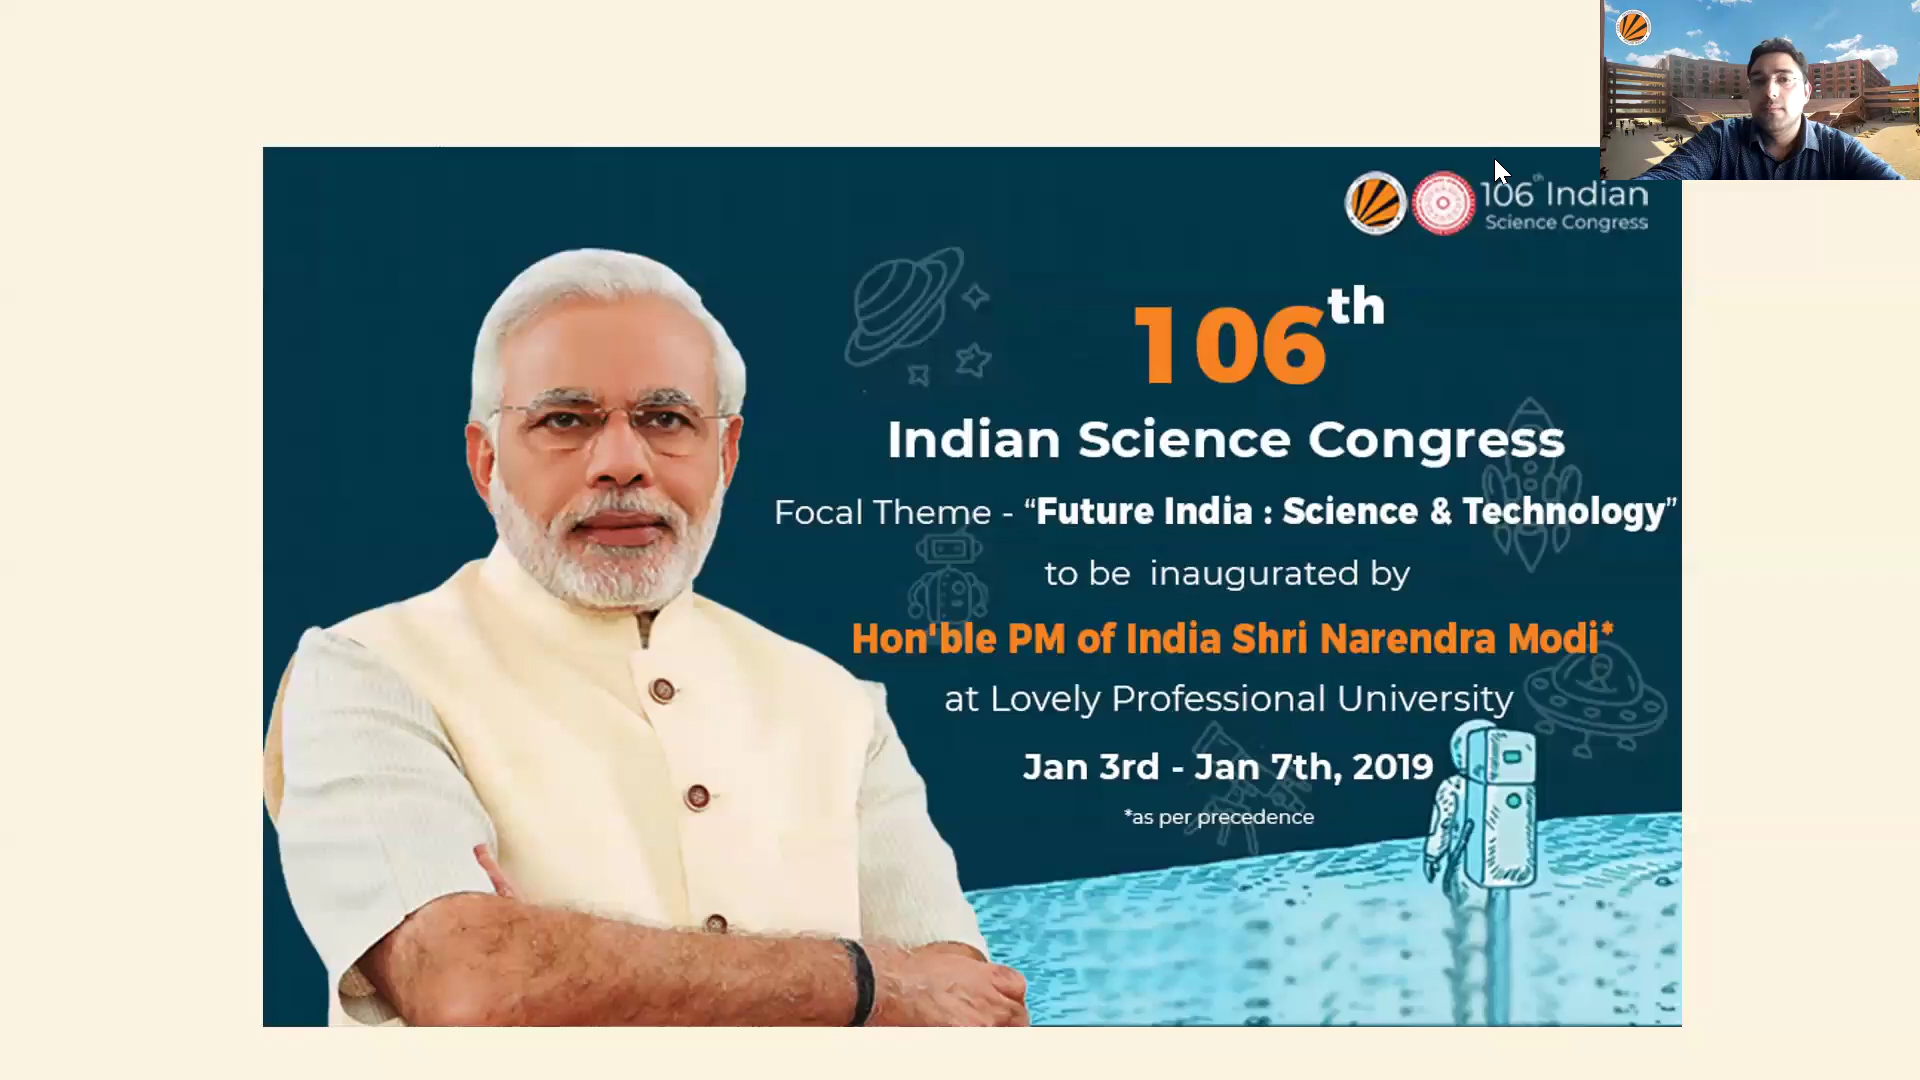 106th Indian
Science Congress
106th
Indian Science Congress
Focal Theme - “Future India : Science & Technology”
to be inaugurated by
Hon'ble PM of India Shri Narendra Modi*
at Lovely Professional University
Jan 3rd - Jan 7th, 2019
*as per precedence